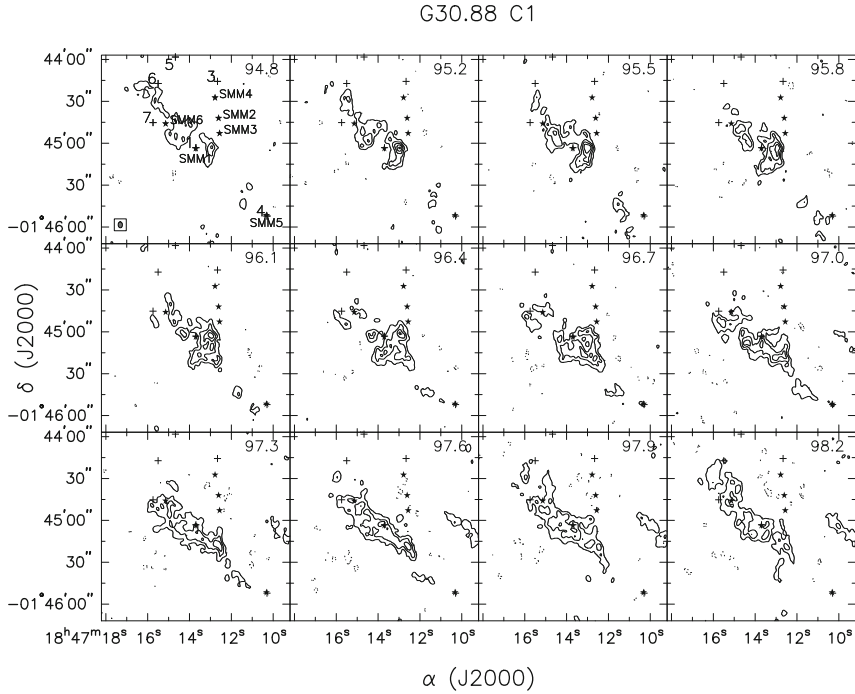 G30.88 C1
44'00" 5 94.8 95.2 95.5 95.8
6 3
30" SMM4
7 SMM6 SMM2
45'00" SMM3
SMM1
30"
4
−01°46'00" SMM5
44'00" 96.1 96.4 96.7 97.0
30"
45'00"
30"
−01°46'00"
44'00" 97.3 97.6 97.9 98.2
30"
45'00"
30"
−01°46'00"
18h47m18s 16s 14s 12s 10s 16s 14s 12s 10s 16s 14s 12s 10s 16s 14s 12s 10s
δ (J2000)
α (J2000)